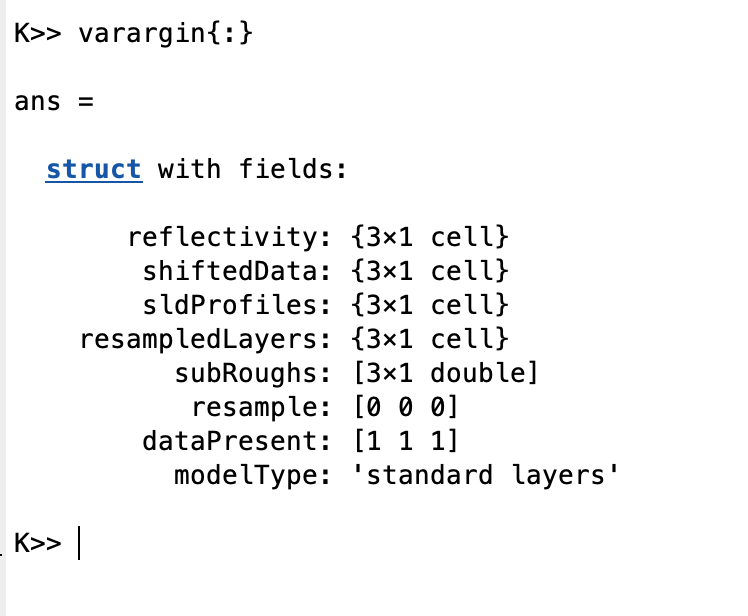 K>> varargin{:}
ans =
struct with fields:
reflectivity: {3×1 cell}
shiftedData: {3×1 cell}
sldProfiles: {3×1 cell}
resampledLayers: {3×1 cell}
subRoughs: [3×1 double]
resample: [0 0 0]
dataPresent: [1 1 1]
modelType: 'standard layers'
K>>